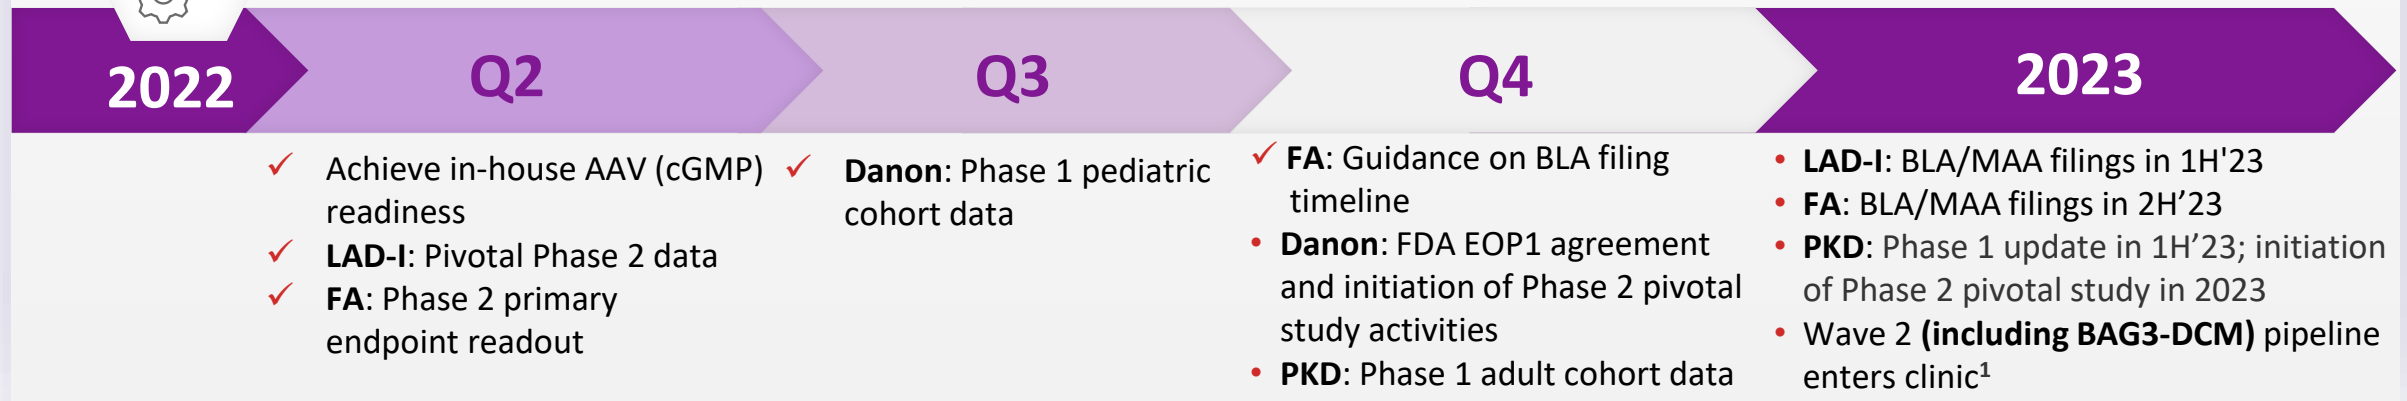 2022
Q2
Q3
Q4
2023
✓ Achieve in-house AAV (cGMP)
readiness
✓ LAD-I: Pivotal Phase 2 data
✓ FA: Phase 2 primary
endpoint readout
✓ Danon: Phase 1 pediatric
cohort data
✓ FA: Guidance on BLA filing
timeline
• Danon: FDA EOP1 agreement
and initiation of Phase 2 pivotal
study activities
• PKD: Phase 1 adult cohort data
• LAD-I: BLA/MAA filings in 1H'23
• FA: BLA/MAA filings in 2H’23
• PKD: Phase 1 update in 1H’23; initiation
of Phase 2 pivotal study in 2023
• Wave 2 (including BAG3-DCM) pipeline
enters clinic¹